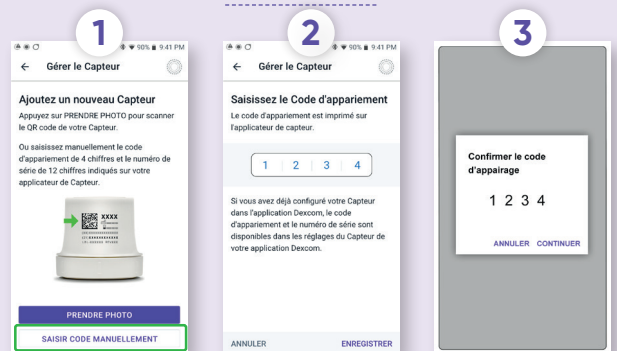 1
90% 9:41 PM
Gérer le Capteur
Ajoutez un nouveau Capteur
Appuyez sur PRENDRE PHOTO pour scanner
le QR code de votre Capteur.
Ou saisissez manuellement le code
d'appariement de 4 chiffres et le numéro de
série de 12 chiffres indiqués sur votre
applicateur de Capteur.
XXXX
PRENDRE PHOTO
SAISIR CODE MANUELLEMENT
2
90% 9:41 PM
Gérer le Capteur
Saisissez le Code d'appariement
Le code d'appariement est imprimé sur
l'applicateur de capteur.
1 2 3 4
Si vous avez déjà configuré votre Capteur
dans l'application Dexcom, le code
d'appariement et le numéro de série sont
disponibles dans les réglages du Capteur de
votre application Dexcom.
ANNULER ENREGISTRER
3
Confirmer le code
d'appairage
1 2 3 4
ANNULER CONTINUER